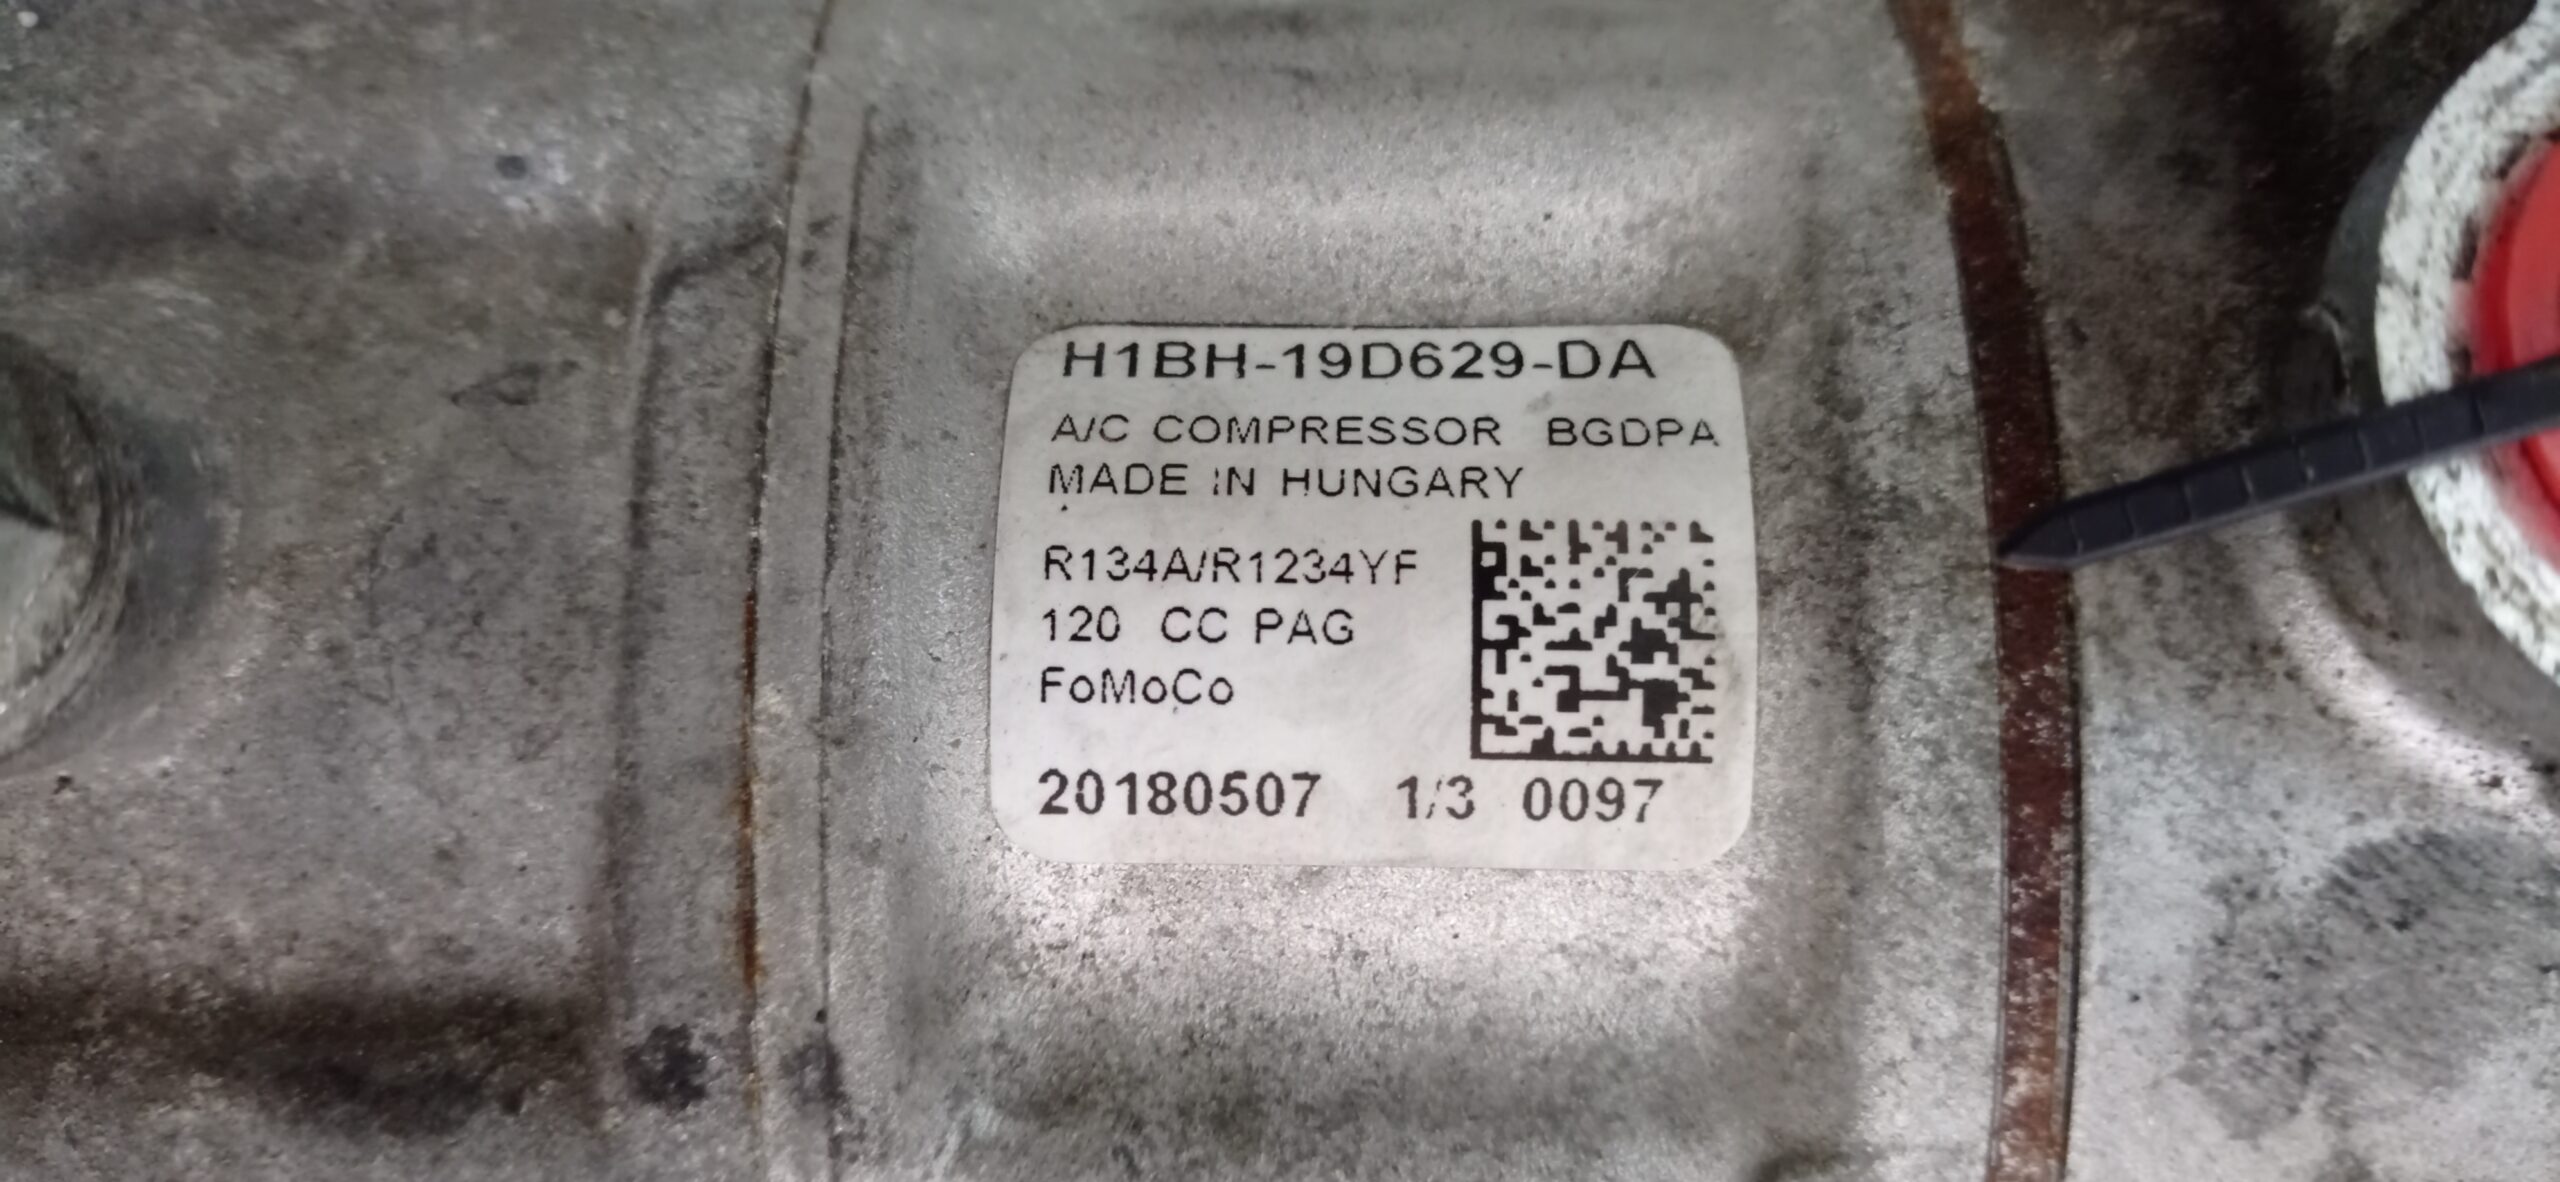 H1BH-19D629-DA
A/C COMPRESSOR BGDPA
MADE IN HUNGARY
R134A/R1234YF
120 CC PAG
FoMoCo
20180507 1/3 0097